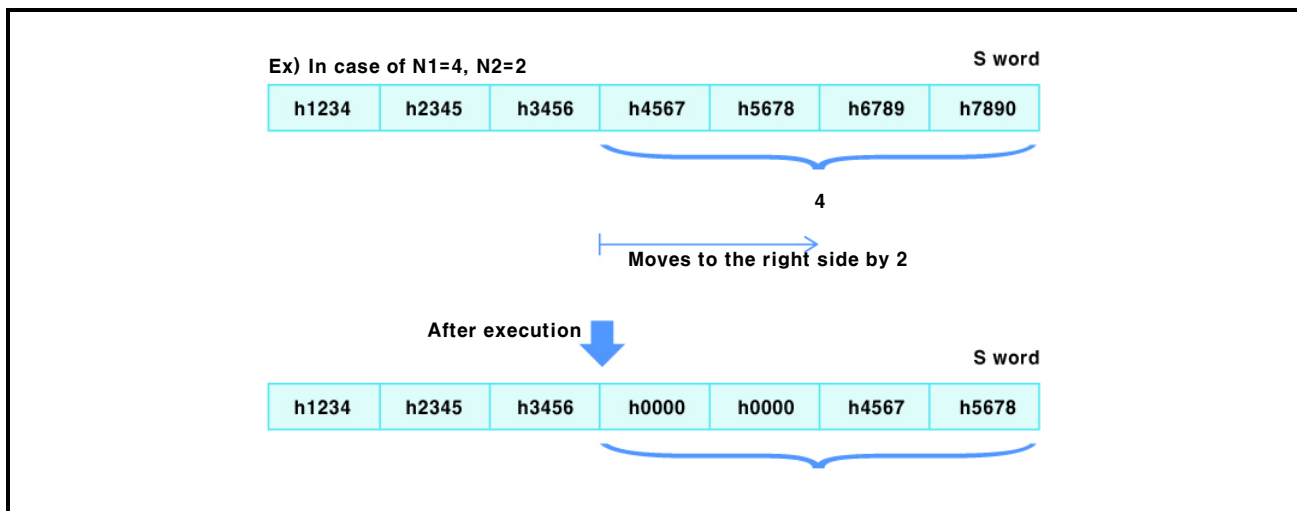 S word
Ex) In case of N1=4, N2=2
h1234 h2345 h3456 h4567 h5678 h6789 h7890
4
Moves to the right side by 2
After execution
S word
h1234 h2345 h3456 h0000 h0000 h4567 h5678